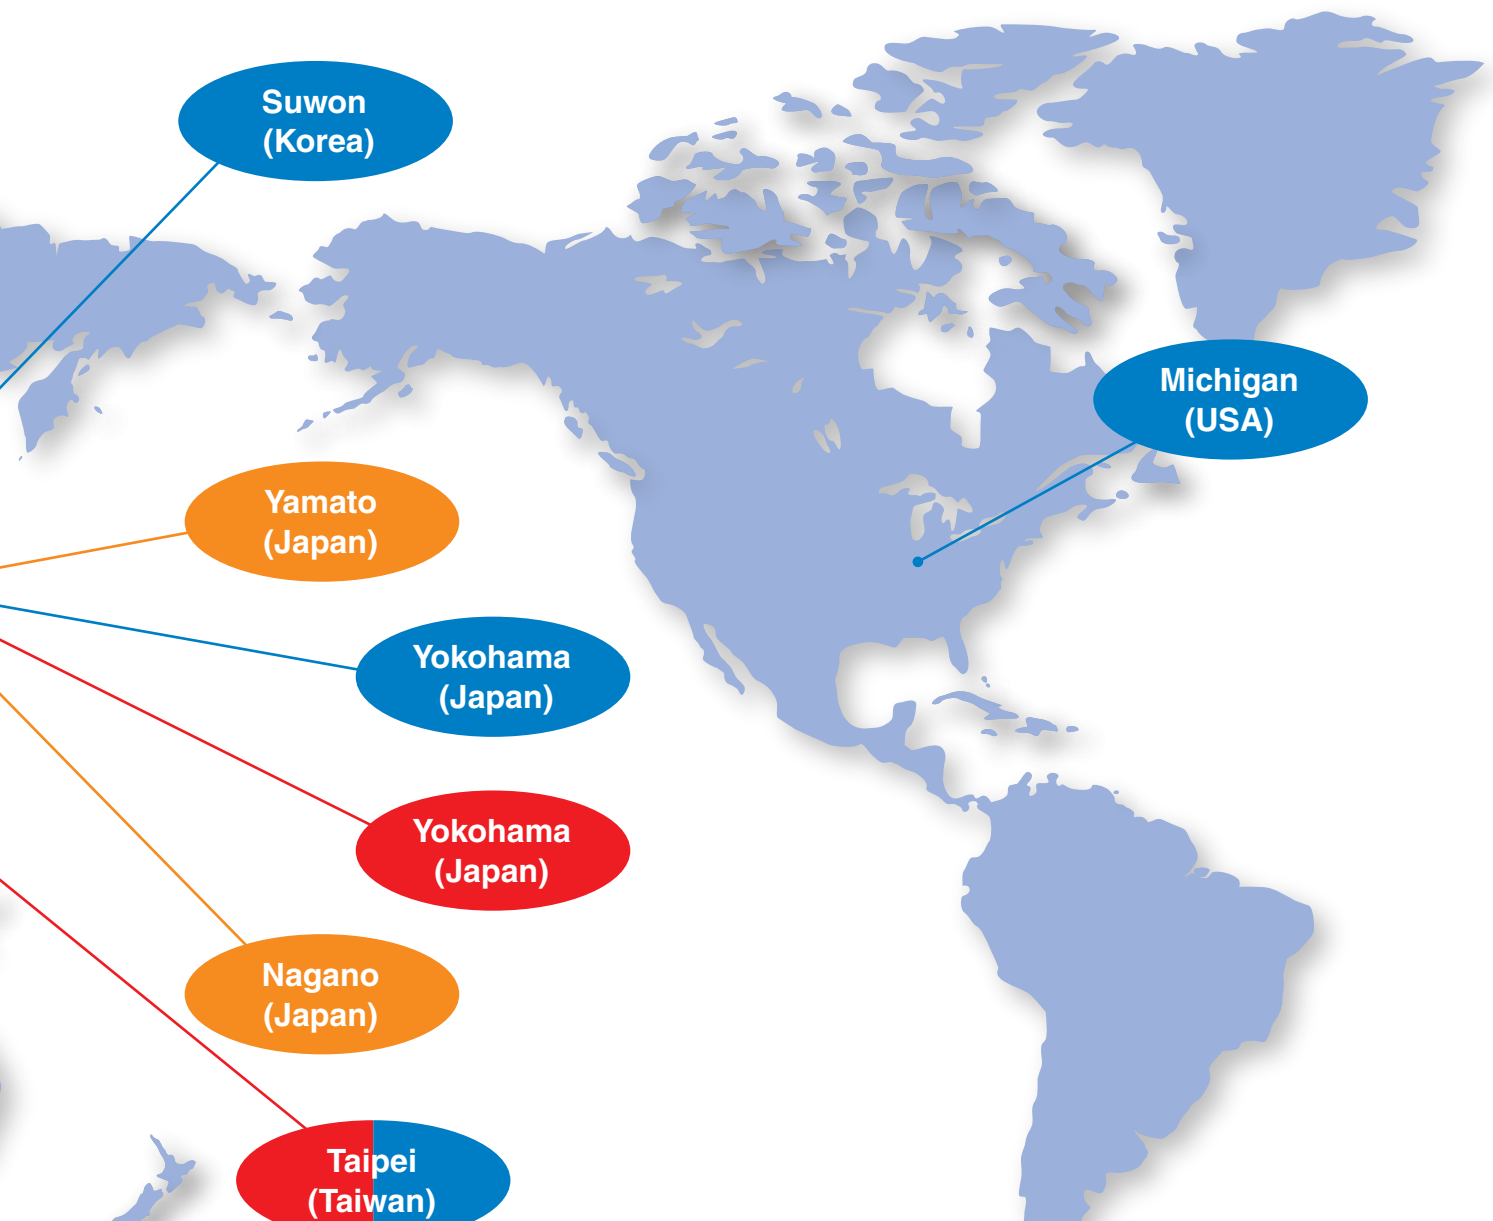 Suwon
(Korea)
Michigan
(USA)
Yamato
(Japan)
Yokohama
(Japan)
Yokohama
(Japan)
Nagano
(Japan)
Taipei
(Taiwan)